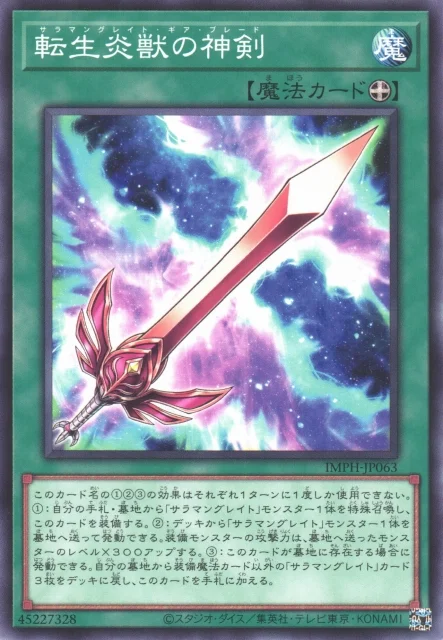 サラマングレイト・ギア・ブレード
転生炎獣の神剣
魔
【魔法カード】
IMPH-JP063
このカード名の①②③の効果はそれぞれ1ターンに1度しか使用できない。
①：自分の手札・墓地から「サラマングレイト」モンスター1体を特殊召喚し、
このカードを装備する。②：デッキから「サラマングレイト」モンスター1体を
墓地へ送って発動できる。装備モンスターの攻撃力は、墓地へ送ったモンス
ターのレベル×300アップする。③：このカードが墓地に存在する場合に
発動できる。自分の墓地から装備魔法カード以外の「サラマングレイト」カード
3枚をデッキに戻し、このカードを手札に加える。
45227328
©スタジオ・ダイス／集英社・テレビ東京・KONAMI